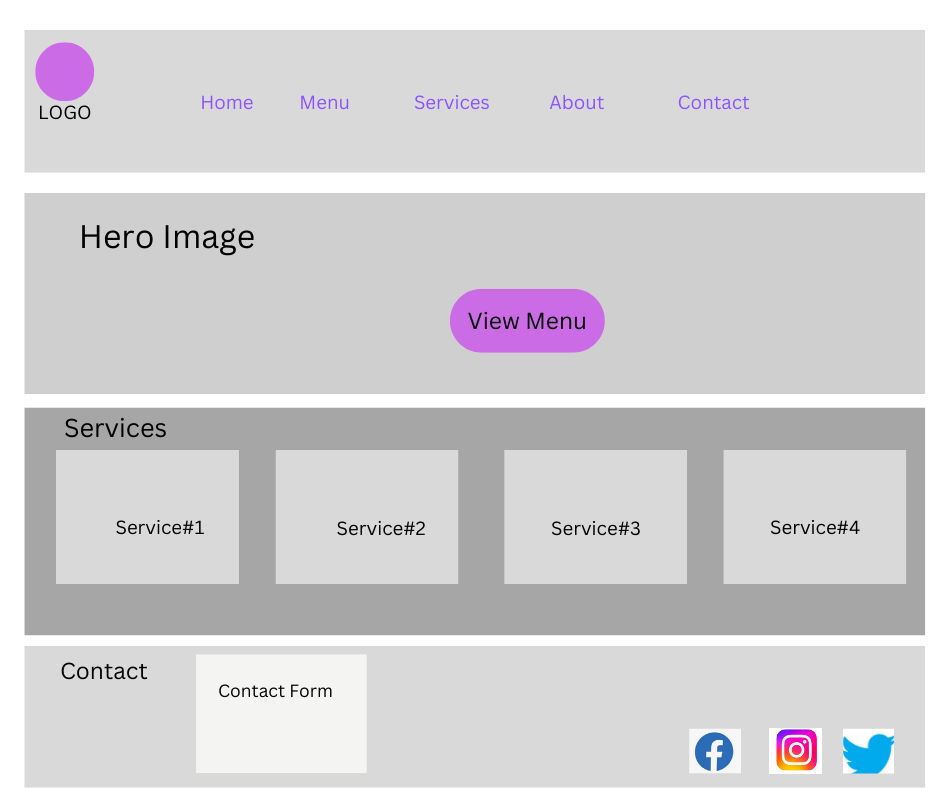 LOGO
Home Menu Services About Contact
Hero Image
View Menu
Services
Service#1 Service#2 Service#3 Service#4
Contact
Contact Form